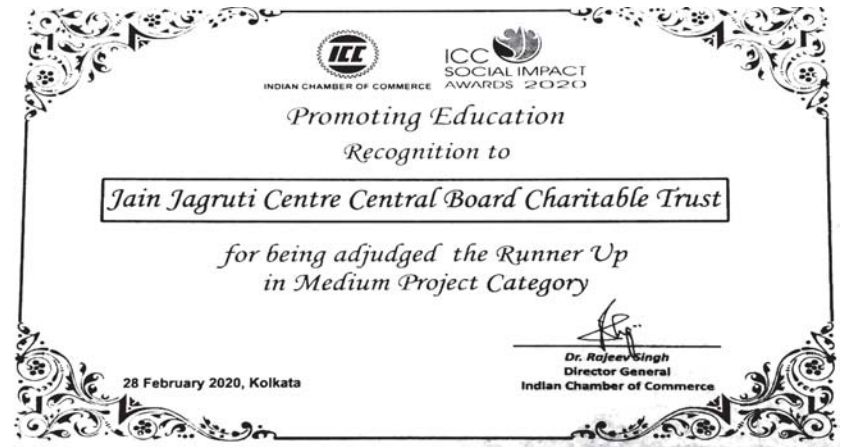 ICC
INDIAN CHAMBER OF COMMERCE
ICC
SOCIAL IMPACT
AWARDS 2020
Promoting Education
Recognition to
Jain Jagruti Centre Central Board Charitable Trust
for being adjudged the Runner Up
in Medium Project Category
Dr. Rajeev Singh
Director General
Indian Chamber of Commerce
28 February 2020, Kolkata